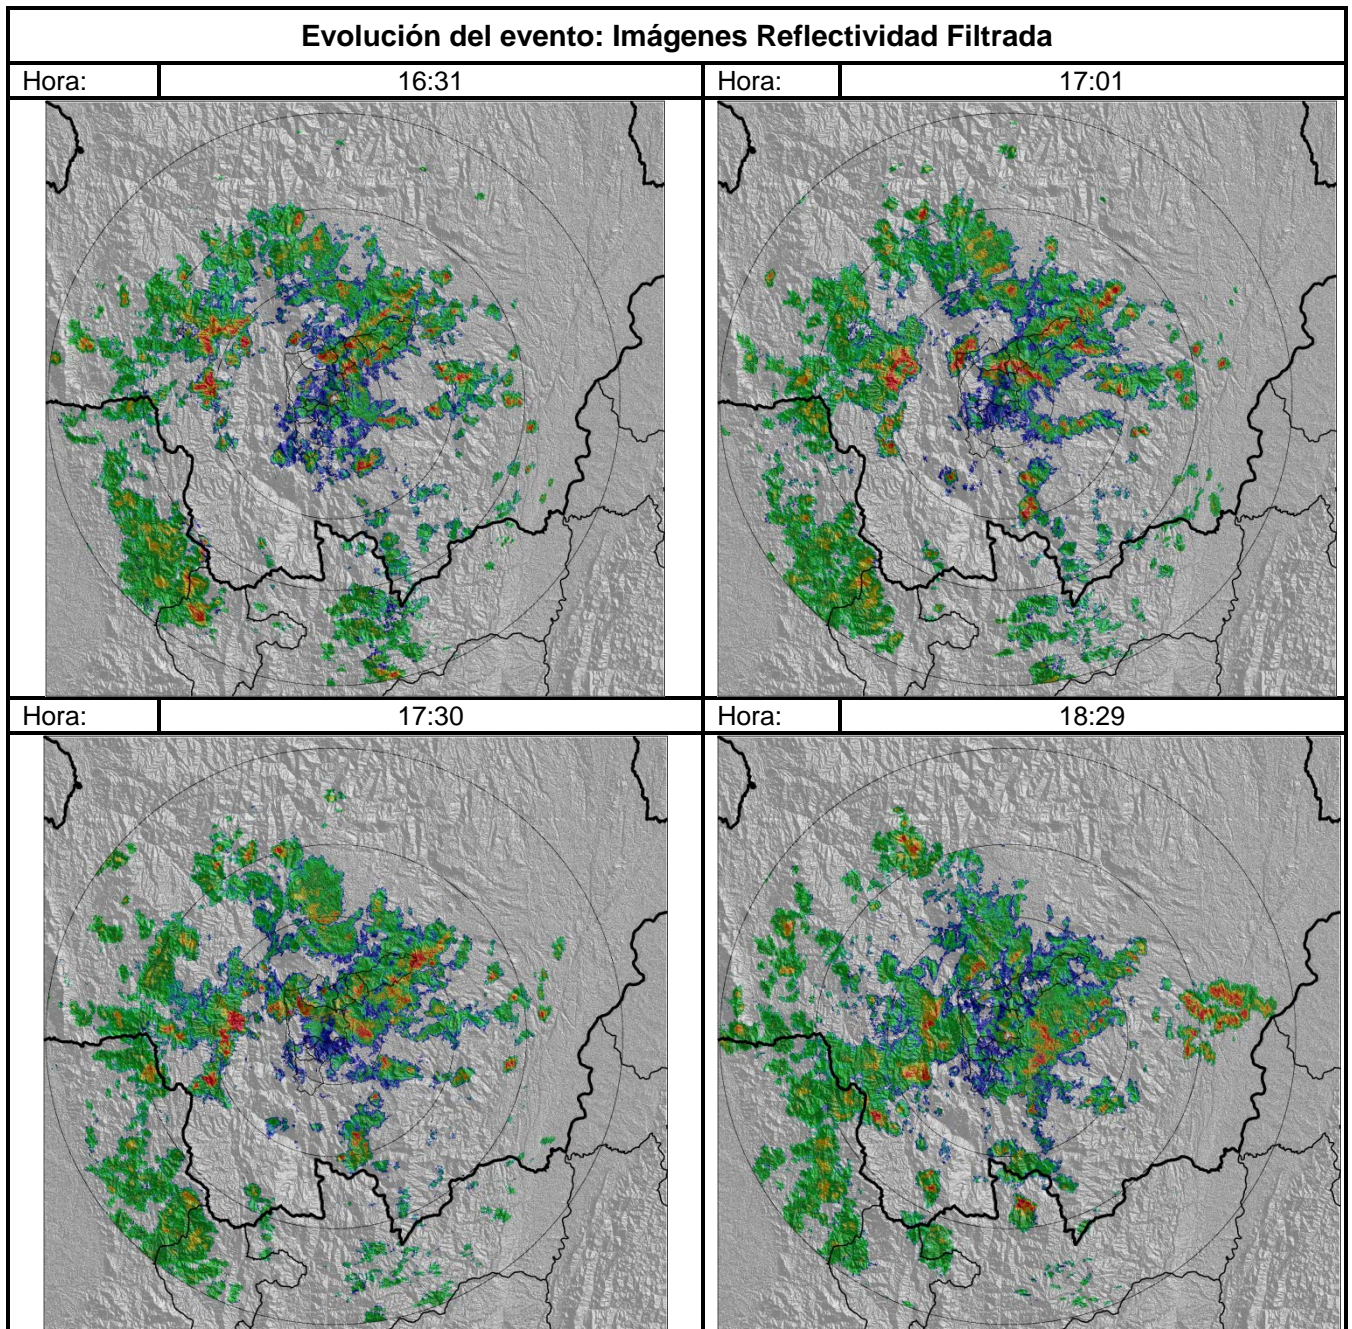 Evolución del evento: Imágenes Reflectividad Filtrada
Hora: 16:31 Hora: 17:01
Hora: 17:30 Hora: 18:29